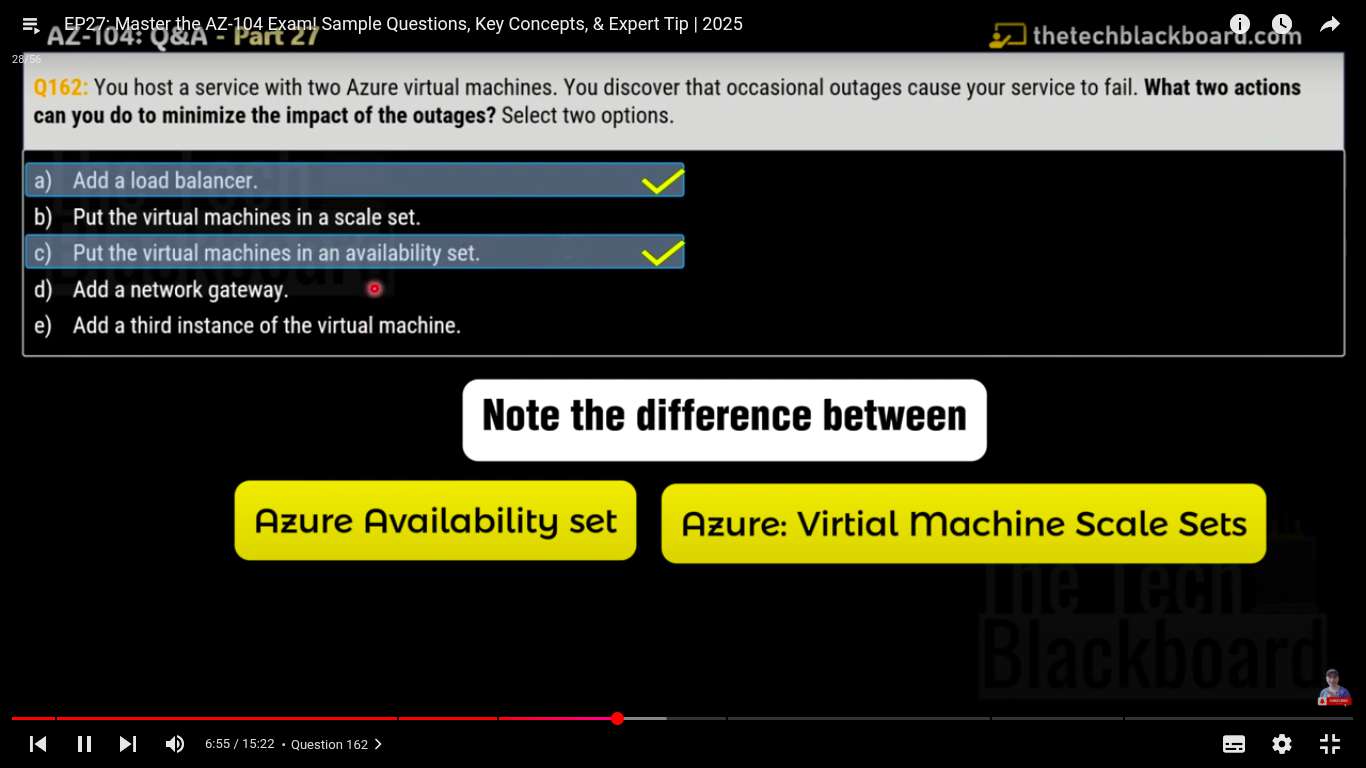 EP27: Master the AZ-104 Exam! Sample Questions, Key Concepts, & Expert Tip | 2025
AZ-104: Q&A - Part 27
thetechblackboard.com
28/56
Q162: You host a service with two Azure virtual machines. You discover that occasional outages cause your service to fail. What two actions
can you do to minimize the impact of the outages? Select two options.
a) Add a load balancer.
b) Put the virtual machines in a scale set.
c) Put the virtual machines in an availability set.
d) Add a network gateway.
e) Add a third instance of the virtual machine.
Note the difference between
Azure Availability set
Azure: Virtial Machine Scale Sets
The Tech
Blackboard
6:55 / 15:22 • Question 162